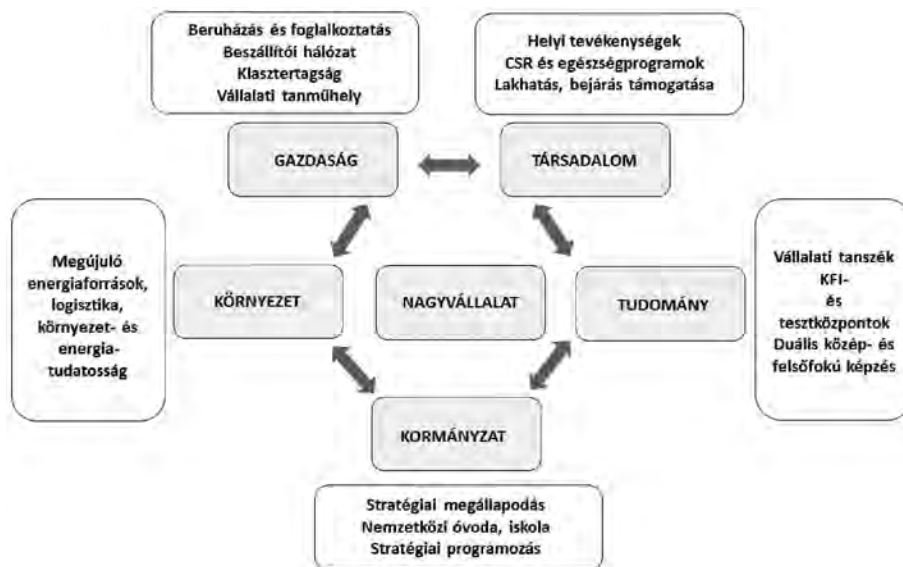 Beruházás és foglalkoztatás
Beszállítói hálózat
Klasztertagság
Vállalati tanműhely
Helyi tevékenységek
CSR és egészségprogramok
Lakhatás, bejárás támogatása
GAZDASÁG
TÁRSADALOM
Megújuló
energiaforrások,
logisztika,
környezet- és
energia-
tudatosság
KÖRNYEZET
NAGYVÁLLALAT
TUDOMÁNY
Vállalati tanszék
KFI-
és
tesztközpontok
Duális közép- és
felsőfokú képzés
KORMÁNYZAT
Stratégiai megállapodás
Nemzetközi óvoda, iskola
Stratégiai programozás